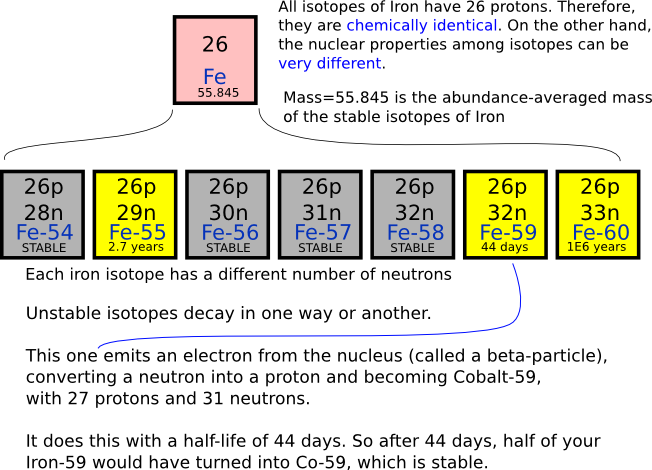 All isotopes of Iron have 26 protons. Therefore,
they are chemically identical. On the other hand,
the nuclear properties among isotopes can be
very different.
26
Fe
55.845
Mass=55.845 is the abundance-averaged mass
of the stable isotopes of Iron
26p 26p 26p 26p 26p 26p 26p
28n 29n 30n 31n 32n 32n 33n
Fe-54 Fe-55 Fe-56 Fe-57 Fe-58 Fe-59 Fe-60
STABLE 2.7 years STABLE STABLE STABLE 44 days 1E6 years
Each iron isotope has a different number of neutrons
Unstable isotopes decay in one way or another.
This one emits an electron from the nucleus (called a beta-particle),
converting a neutron into a proton and becoming Cobalt-59,
with 27 protons and 31 neutrons.
It does this with a half-life of 44 days. So after 44 days, half of your
Iron-59 would have turned into Co-59, which is stable.